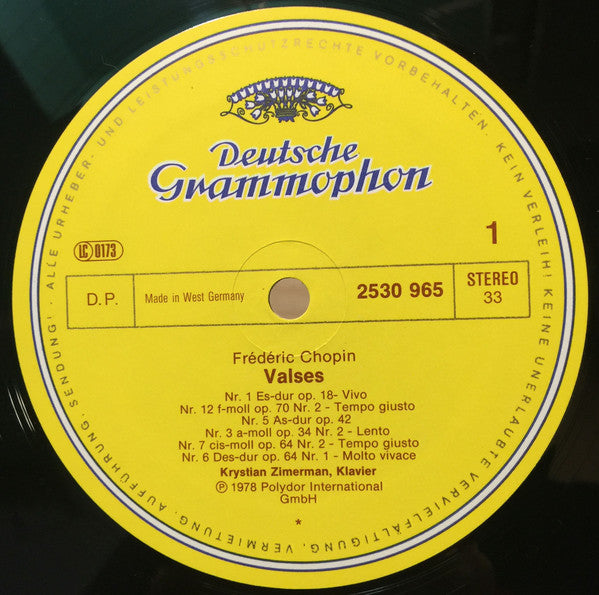 ALLE URHEBER- UND LEISTUNGSSCHUTZRECHTE VORBEHALTEN · KEIN VERLEIH! KEINE UNERLAUBTE VERVIELFÄLTIGUNG, VERMIETUNG, AUFFÜHRUNG, SENDUNG! ·
Deutsche
Grammophon
1
LC 0173
D.P.
Made in West Germany
2530 965
STEREO
33
Frédéric Chopin
Valses
Nr. 1 Es-dur op. 18- Vivo
Nr. 12 f-moll op. 70 Nr. 2 - Tempo giusto
Nr. 5 As-dur op. 42
Nr. 3 a-moll op. 34 Nr. 2 - Lento
Nr. 7 cis-moll op. 64 Nr. 2 - Tempo giusto
Nr. 6 Des-dur op. 64 Nr. 1 - Molto vivace
Krystian Zimerman, Klavier
℗ 1978 Polydor International
GmbH
*